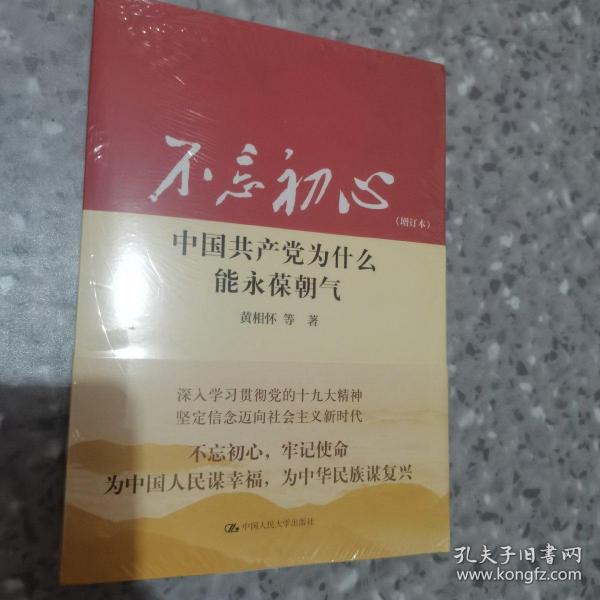 不忘初心
（增订本）
中国共产党为什么
能永葆朝气
黄相怀 等 著
深入学习贯彻党的十九大精神
坚定信念迈向社会主义新时代
不忘初心，牢记使命
为中国人民谋幸福，为中华民族谋复兴
中国人民大学出版社
孔夫子旧书网
www.kongfz.com